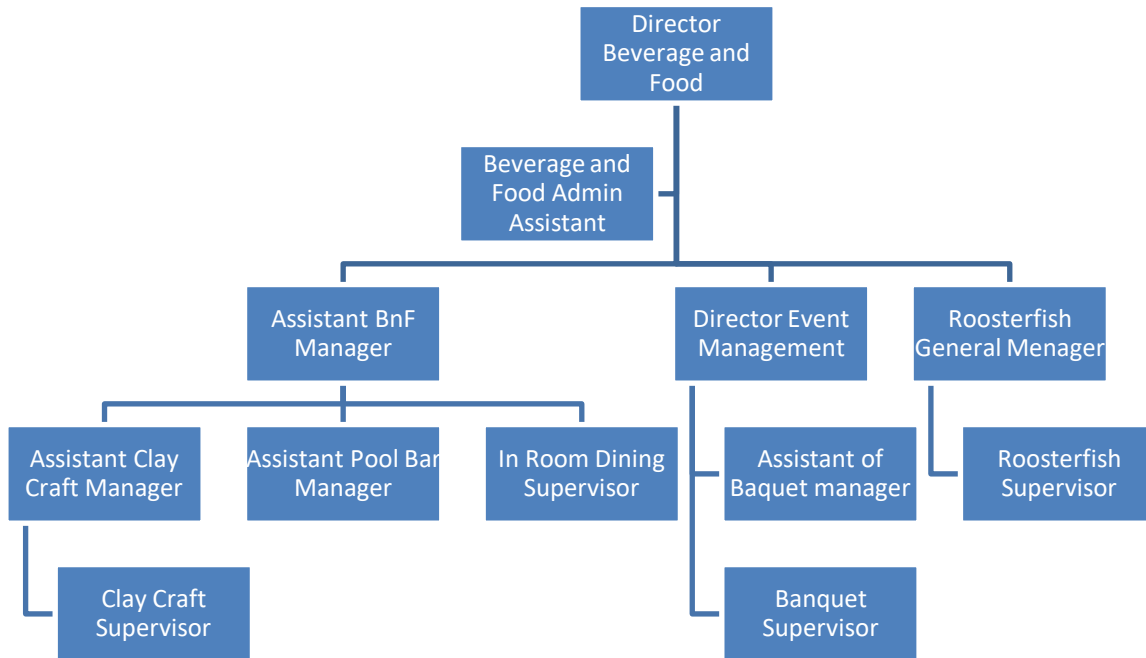 Director
Beverage and
Food
Beverage and
Food Admin
Assistant
Assistant BnF
Manager
Director Event
Management
Roosterfish
General Menager
Assistant Clay
Craft Manager
Assistant Pool Bar
Manager
In Room Dining
Supervisor
Assistant of
Baquet manager
Roosterfish
Supervisor
Clay Craft
Supervisor
Banquet
Supervisor